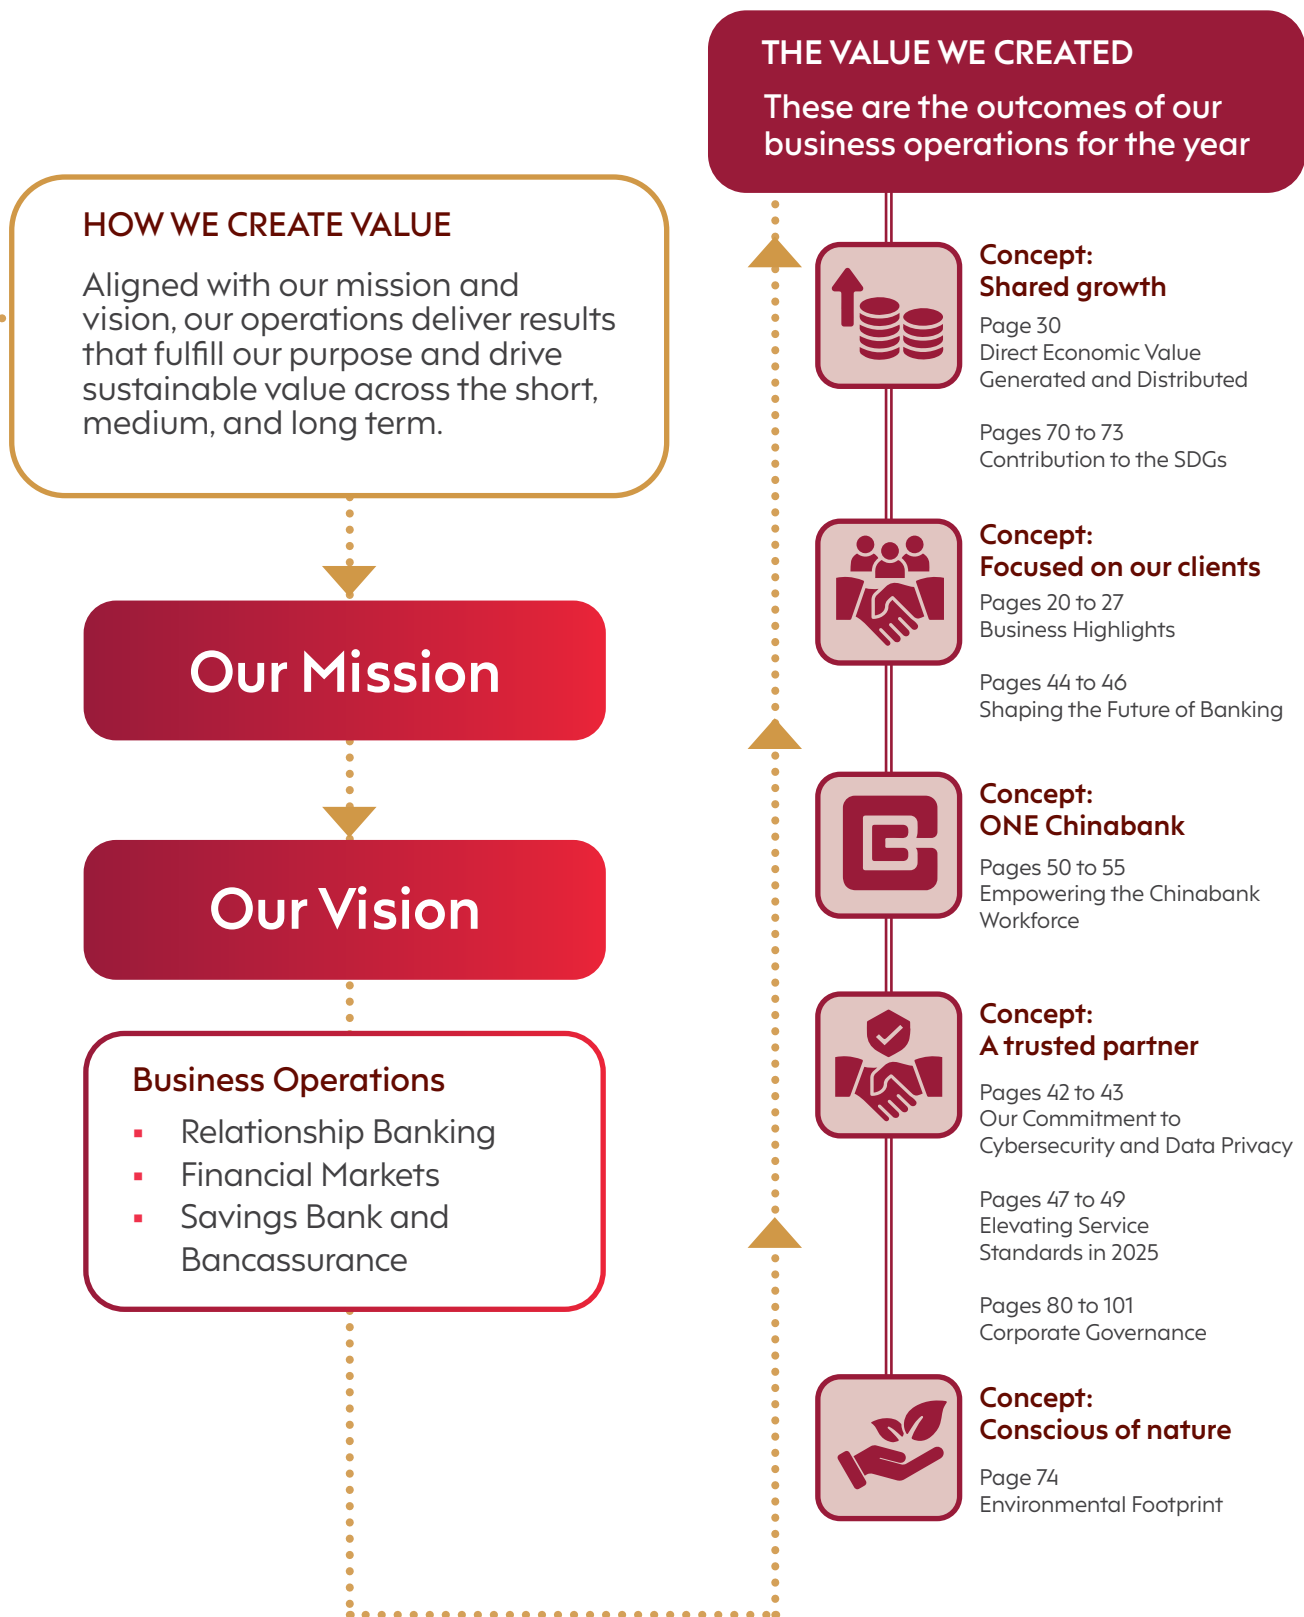 HOW WE CREATE VALUE
Aligned with our mission and
vision, our operations deliver results
that fulfill our purpose and drive
sustainable value across the short,
medium, and long term.
Our Mission
Our Vision
Business Operations
▪ Relationship Banking
▪ Financial Markets
▪ Savings Bank and
Bancassurance
THE VALUE WE CREATED
These are the outcomes of our
business operations for the year
Concept:
Shared growth
Page 30
Direct Economic Value
Generated and Distributed
Pages 70 to 73
Contribution to the SDGs
Concept:
Focused on our clients
Pages 20 to 27
Business Highlights
Pages 44 to 46
Shaping the Future of Banking
Concept:
ONE Chinabank
Pages 50 to 55
Empowering the Chinabank
Workforce
Concept:
A trusted partner
Pages 42 to 43
Our Commitment to
Cybersecurity and Data Privacy
Pages 47 to 49
Elevating Service
Standards in 2025
Pages 80 to 101
Corporate Governance
Concept:
Conscious of nature
Page 74
Environmental Footprint